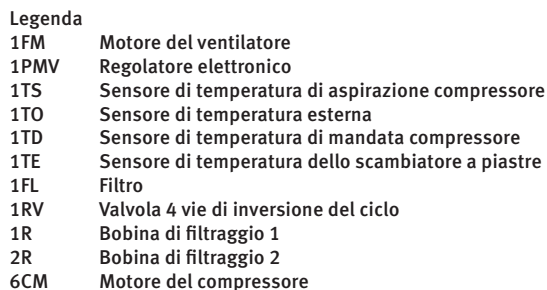 Legenda
1FM Motore del ventilatore
1PMV Regolatore elettronico
1TS Sensore di temperatura di aspirazione compressore
1TO Sensore di temperatura esterna
1TD Sensore di temperatura di mandata compressore
1TE Sensore di temperatura dello scambiatore a piastre
1FL Filtro
1RV Valvola 4 vie di inversione del ciclo
1R Bobina di filtraggio 1
2R Bobina di filtraggio 2
6CM Motore del compressore